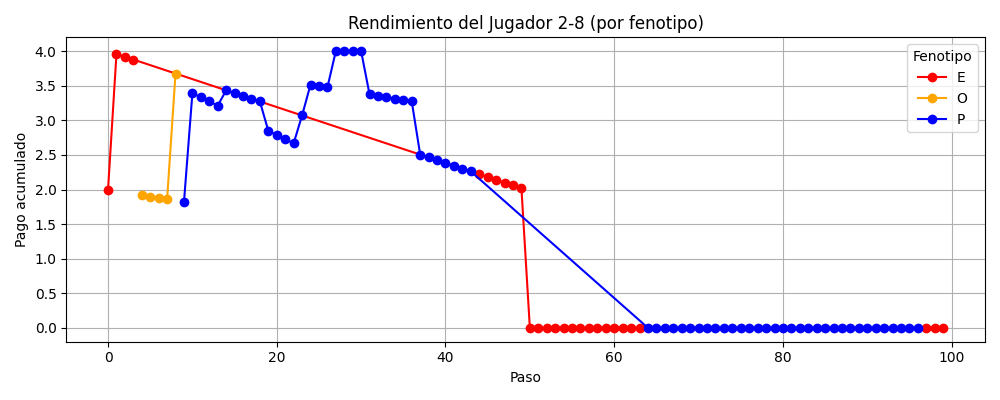 Rendimiento del Jugador 2-8 (por fenotipo)
Pago acumulado
4.0
3.5
3.0
2.5
2.0
1.5
1.0
0.5
0.0
Fenotipo
E
O
P
0 20 40 60 80 100
Paso